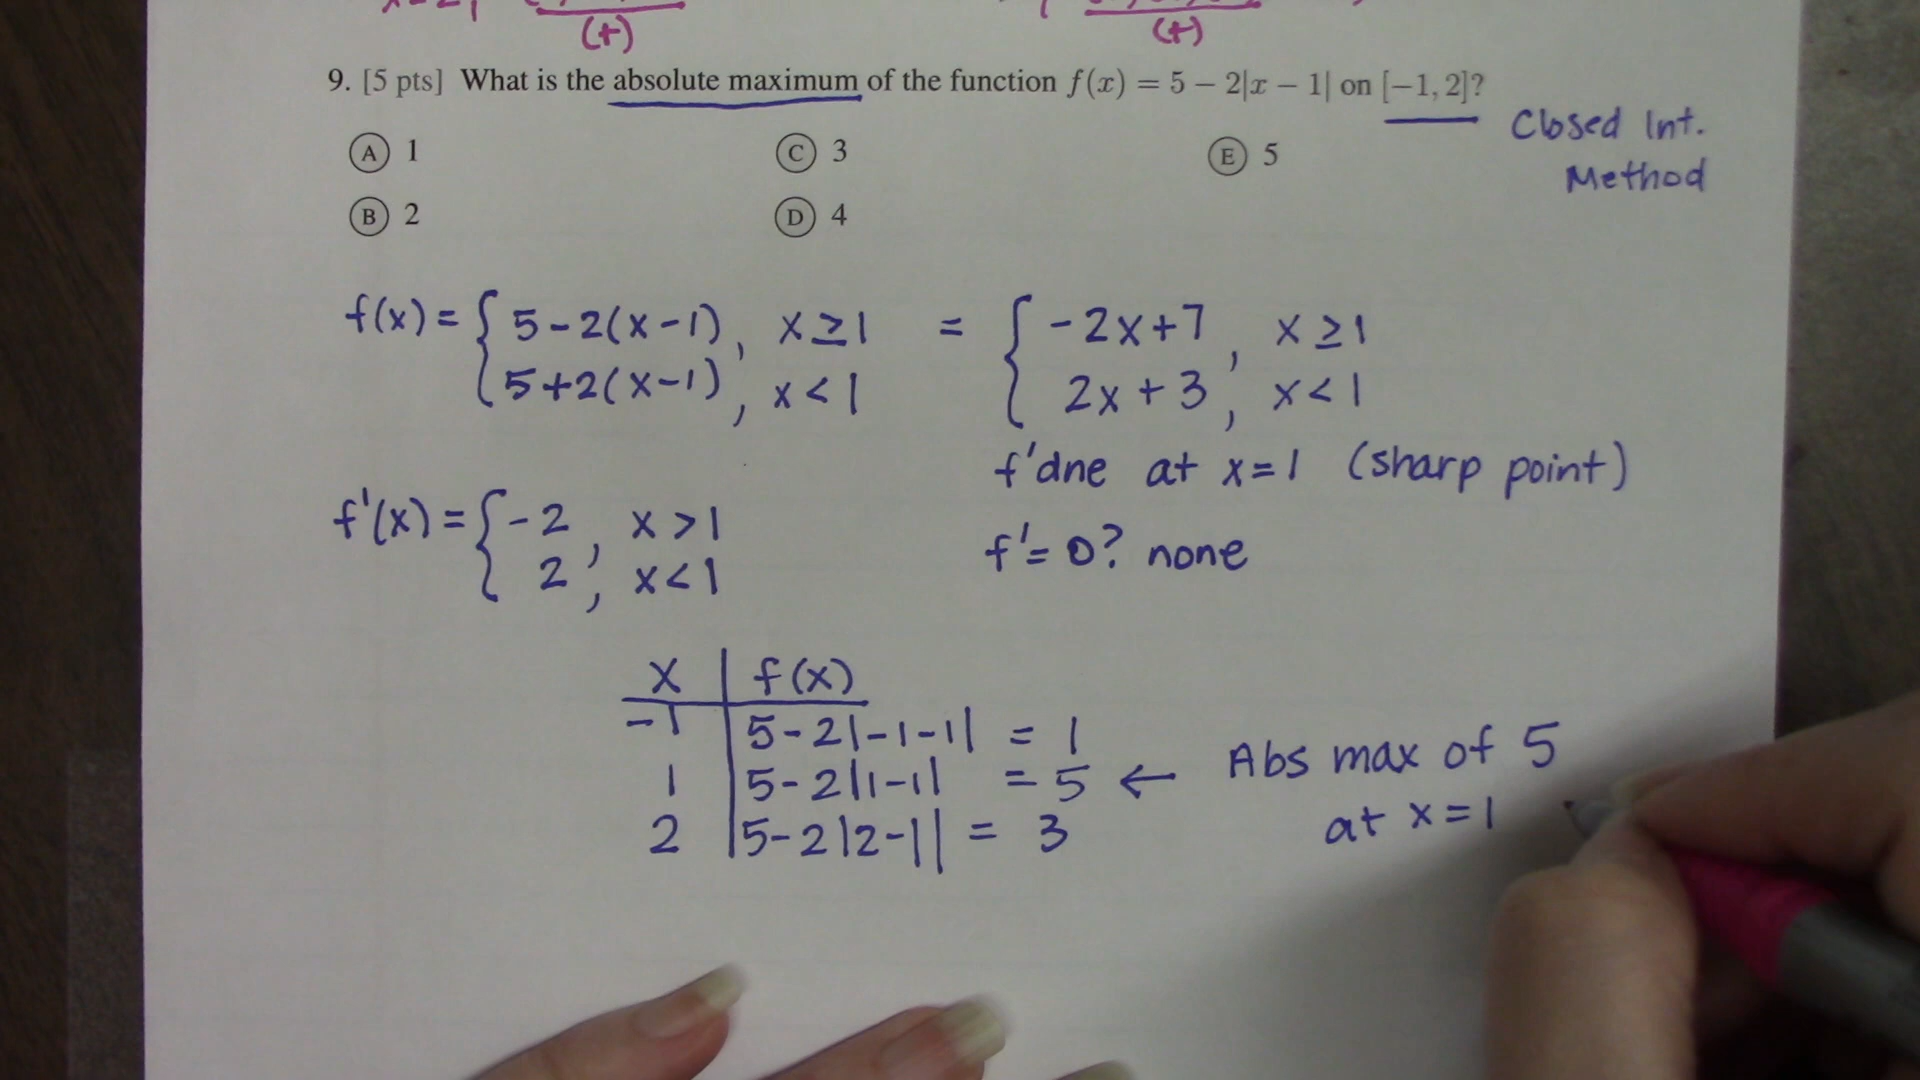 (+) (+)
9. [5 pts] What is the absolute maximum of the function f(x) = 5 − 2|x − 1| on [−1, 2]?
Closed Int.
Method
A 1 C 3 E 5
B 2 D 4
f(x) = { 5-2(x-1), x≥1 = { -2x+7, x≥1
5+2(x-1), x<1 2x+3, x<1
f'dne at x=1 (sharp point)
f'(x) = { -2, x>1
2, x<1
f'=0? none
x | f(x)
-1 | 5-2|-1-1| = 1
1 | 5-2|1-1| = 5 ← Abs max of 5
at x=1
2 | 5-2|2-1| = 3